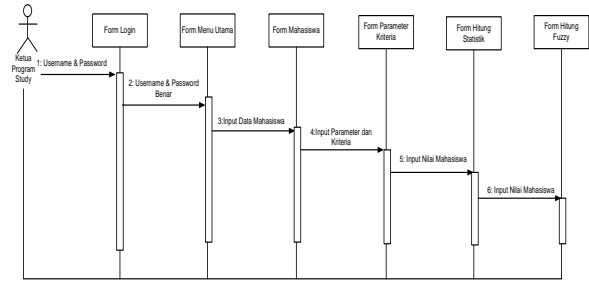 Form Login
Form Menu Utama
Form Mahasiswa
Form Parameter
Kriteria
Form Hitung
Statistik
Form Hitung
Fuzzy
Ketua
Program
Study
1: Username & Password
2: Username & Password
Benar
3:Input Data Mahasiswa
4:Input Parameter dan
Kriteria
5: Input Nilai Mahasiswa
6: Input Nilai Mahasiswa